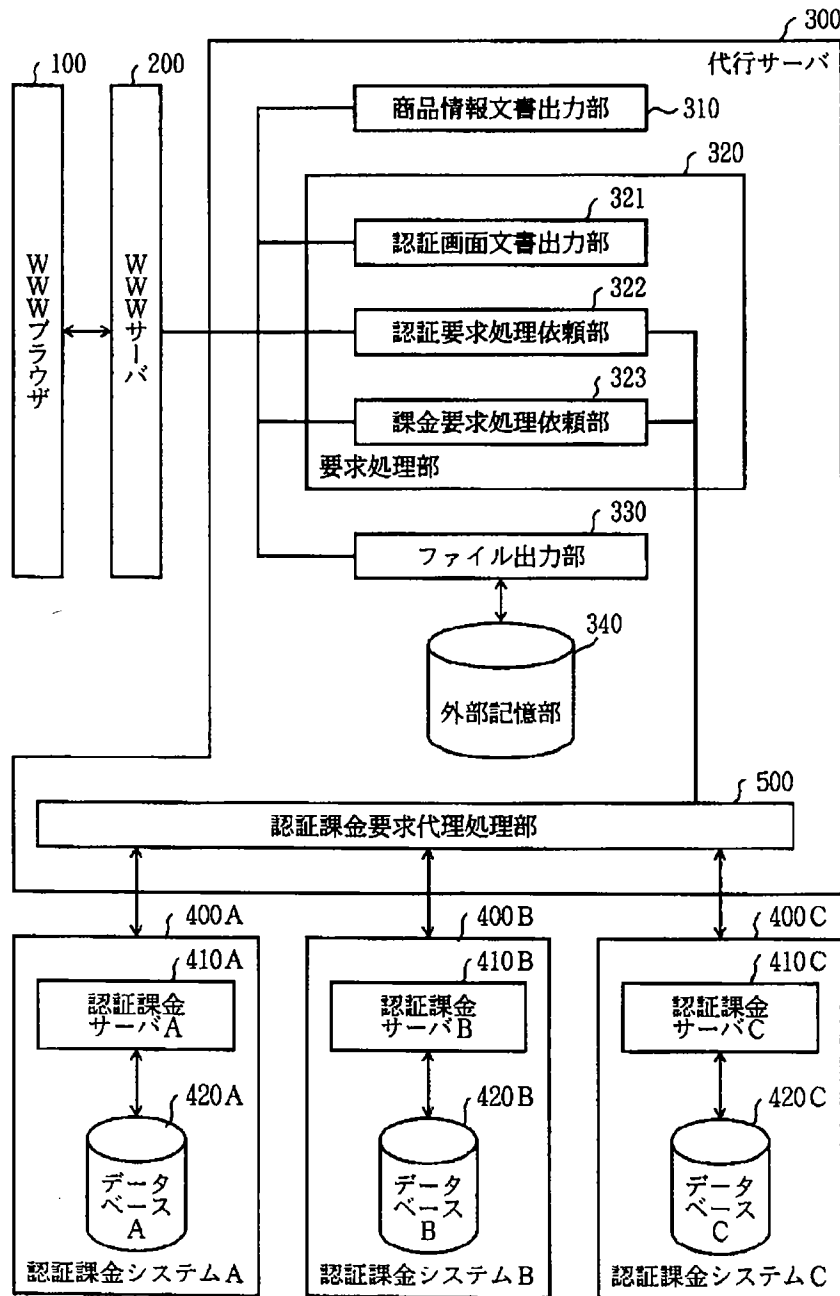 300
代行サーバ
100
200
WWWブラウザ
WWWサーバ
商品情報文書出力部
310
320
321
認証画面文書出力部
322
認証要求処理依頼部
323
課金要求処理依頼部
要求処理部
330
ファイル出力部
340
外部記憶部
500
認証課金要求代理処理部
400A
410A
認証課金
サーバA
420A
データ
ベース
A
認証課金システムA
400B
410B
認証課金
サーバB
420B
データ
ベース
B
認証課金システムB
400C
410C
認証課金
サーバC
420C
データ
ベース
C
認証課金システムC